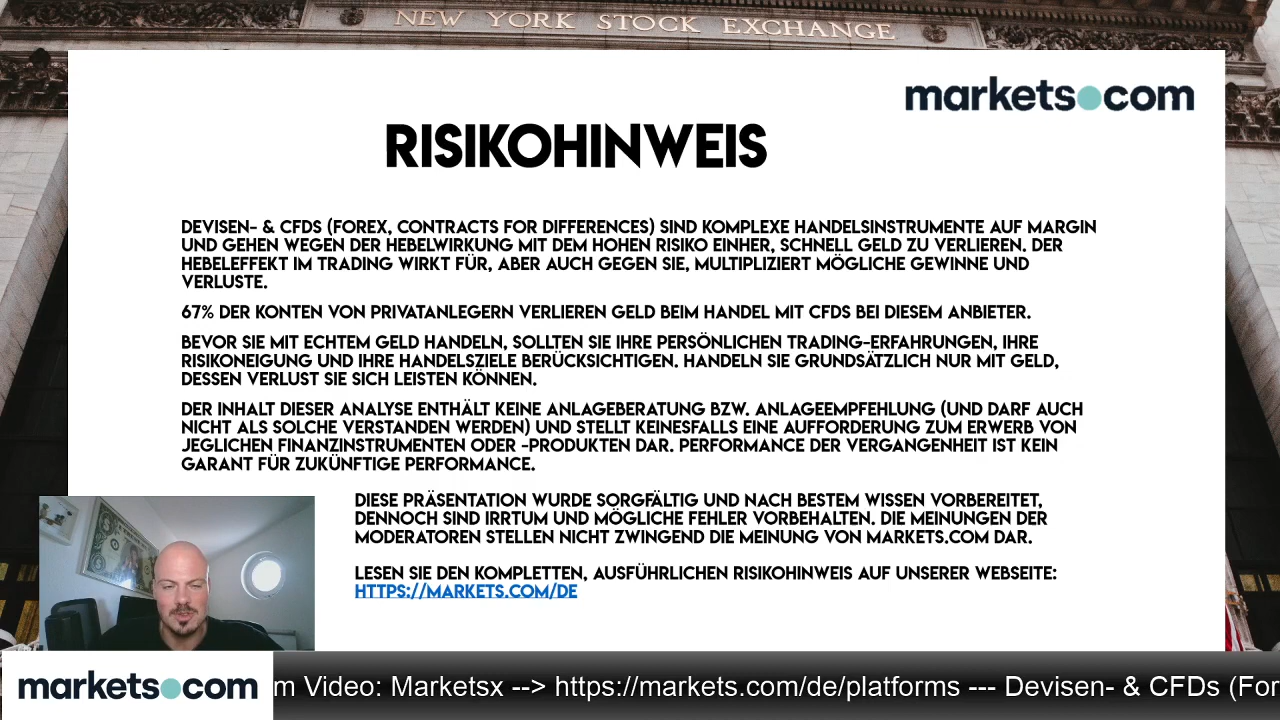 NEW YORK STOCK EXCHANGE
markets.com
RISIKOHINWEIS
DEVISEN- & CFDS (FOREX, CONTRACTS FOR DIFFERENCES) SIND KOMPLEXE HANDELSINSTRUMENTE AUF MARGIN
UND GEHEN WEGEN DER HEBELWIRKUNG MIT DEM HOHEN RISIKO EINHER, SCHNELL GELD ZU VERLIEREN. DER
HEBELEFFEKT IM TRADING WIRKT FÜR, ABER AUCH GEGEN SIE, MULTIPLIZIERT MÖGLICHE GEWINNE UND
VERLUSTE.
67% DER KONTEN VON PRIVATANLEGERN VERLIEREN GELD BEIM HANDEL MIT CFDS BEI DIESEM ANBIETER.
BEVOR SIE MIT ECHTEM GELD HANDELN, SOLLTEN SIE IHRE PERSÖNLICHEN TRADING-ERFAHRUNGEN, IHRE
RISIKONEIGUNG UND IHRE HANDELSZIELE BERÜCKSICHTIGEN. HANDELN SIE GRUNDSÄTZLICH NUR MIT GELD,
DESSEN VERLUST SIE SICH LEISTEN KÖNNEN.
DER INHALT DIESER ANALYSE ENTHÄLT KEINE ANLAGEBERATUNG BZW. ANLAGEEMPFEHLUNG (UND DARF AUCH
NICHT ALS SOLCHE VERSTANDEN WERDEN) UND STELLT KEINESFALLS EINE AUFFORDERUNG ZUM ERWERB VON
JEGLICHEN FINANZINSTRUMENTEN ODER -PRODUKTEN DAR. PERFORMANCE DER VERGANGENHEIT IST KEIN
GARANT FÜR ZUKÜNFTIGE PERFORMANCE.
DIESE PRÄSENTATION WURDE SORGFÄLTIG UND NACH BESTEM WISSEN VORBEREITET,
DENNOCH SIND IRRTUM UND MÖGLICHE FEHLER VORBEHALTEN. DIE MEINUNGEN DER
MODERATOREN STELLEN NICHT ZWINGEND DIE MEINUNG VON MARKETS.COM DAR.
LESEN SIE DEN KOMPLETTEN, AUSFÜHRLICHEN RISIKOHINWEIS AUF UNSERER WEBSEITE:
HTTPS://MARKETS.COM/DE
markets.com
m Video: Marketsx --> https://markets.com/de/platforms --- Devisen- & CFDs (For